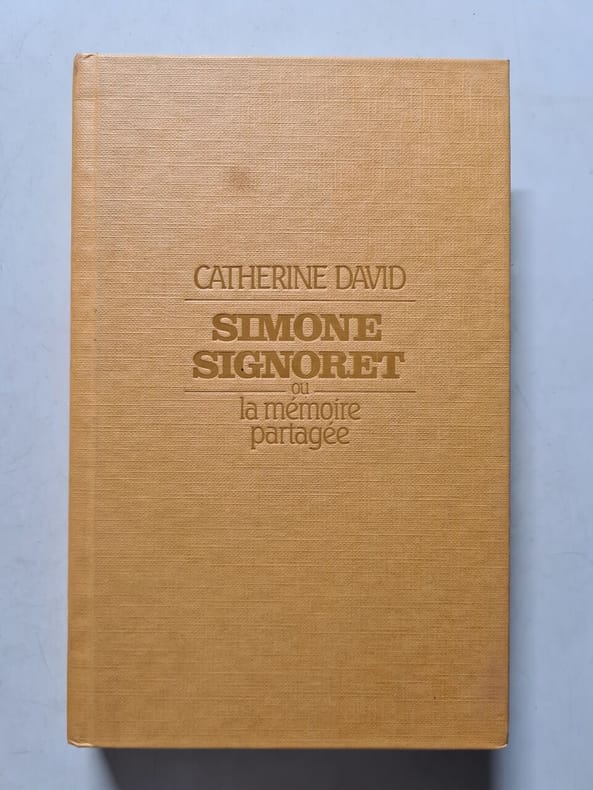 CATHERINE DAVID
SIMONE
SIGNORET
ou
la mémoire
partagée